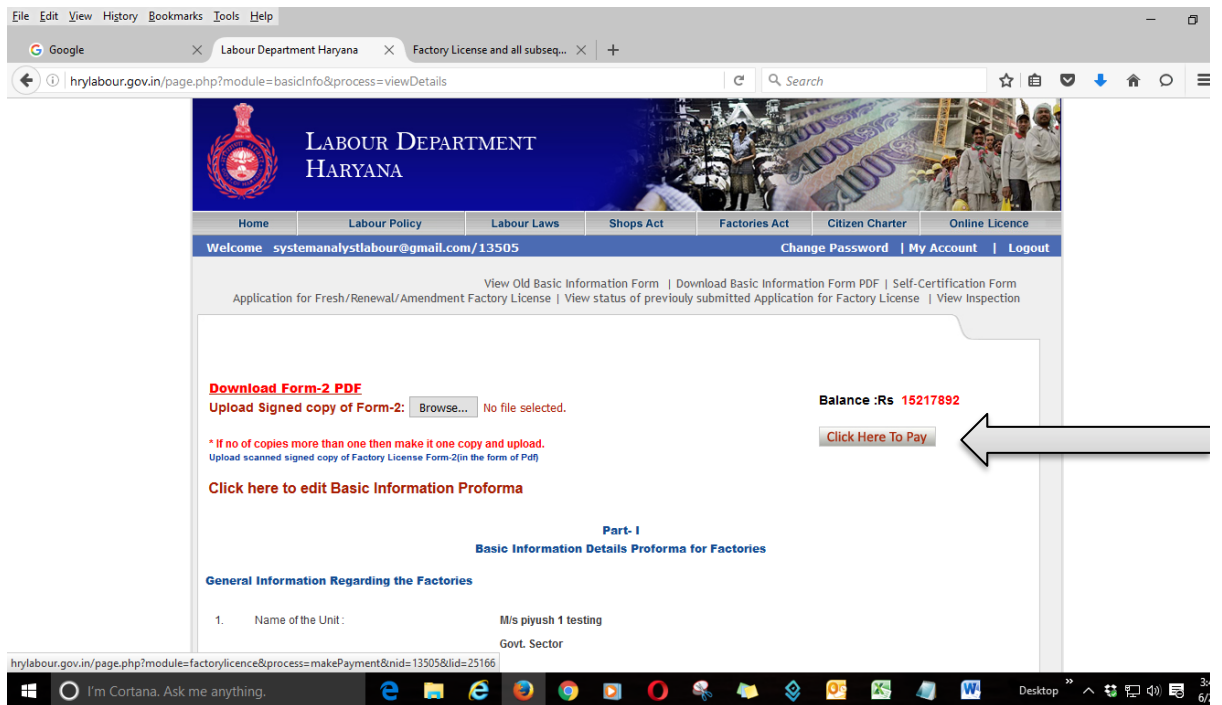 File Edit View History Bookmarks Tools Help
Google Labour Department Haryana Factory License and all subseq...
hrylabour.gov.in/page.php?module=basicInfo&process=viewDetails Search
LABOUR DEPARTMENT
HARYANA
Home Labour Policy Labour Laws Shops Act Factories Act Citizen Charter Online Licence
Welcome systemanalystlabour@gmail.com/13505 Change Password | My Account | Logout
View Old Basic Information Form | Download Basic Information Form PDF | Self-Certification Form
Application for Fresh/Renewal/Amendment Factory License | View status of previouly submitted Application for Factory License | View Inspection
Download Form-2 PDF
Upload Signed copy of Form-2: Browse... No file selected.
Balance :Rs 15217892
Click Here To Pay
* If no of copies more than one then make it one copy and upload.
Upload scanned signed copy of Factory License Form-2(in the form of Pdf)
Click here to edit Basic Information Proforma
Part- I
Basic Information Details Proforma for Factories
General Information Regarding the Factories
1. Name of the Unit : M/s piyush 1 testing
Govt. Sector
hrylabour.gov.in/page.php?module=factorylicence&process=makePayment&nid=13505&lid=25166
I'm Cortana. Ask me anything. Desktop